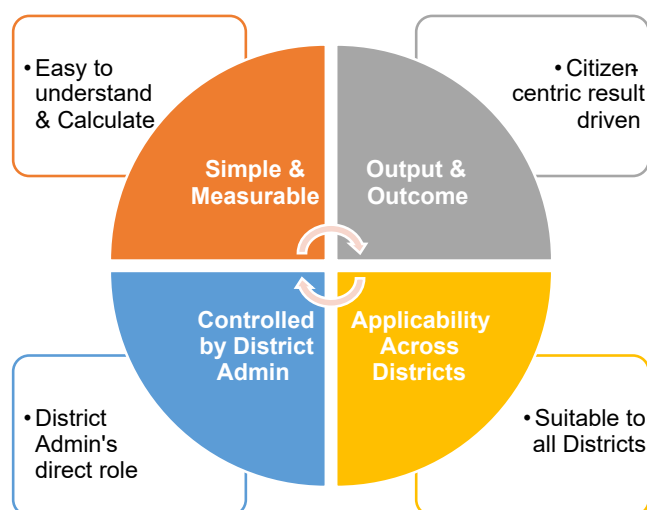 • Easy to
understand
& Calculate
• Citizen-
centric result
driven
Simple &
Measurable
Output &
Outcome
Controlled
by District
Admin
Applicability
Across
Districts
• District
Admin's
direct role
• Suitable to
all Districts